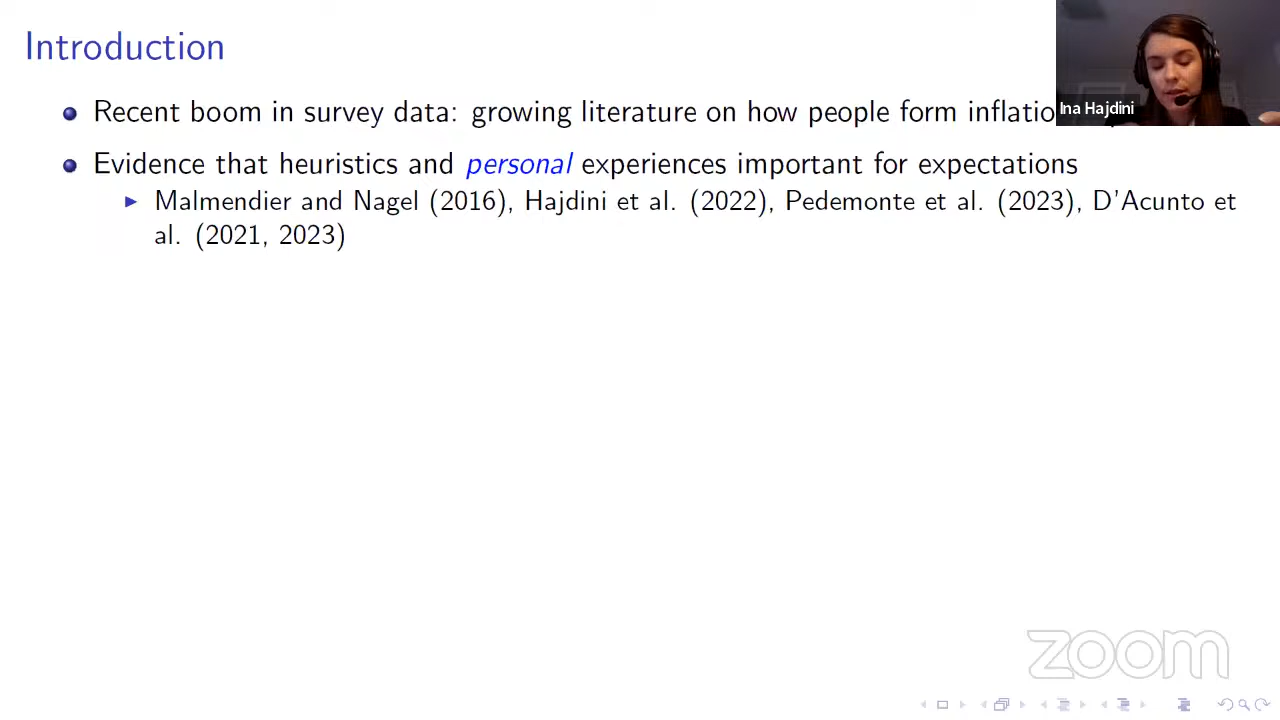 Introduction
Recent boom in survey data: growing literature on how people form
Ina Hajdini
Evidence that heuristics and personal experiences important for expectations
Malmendier and Nagel (2016), Hajdini et al. (2022), Pedemonte et al. (2023), D'Acunto et
al. (2021, 2023)
zoom